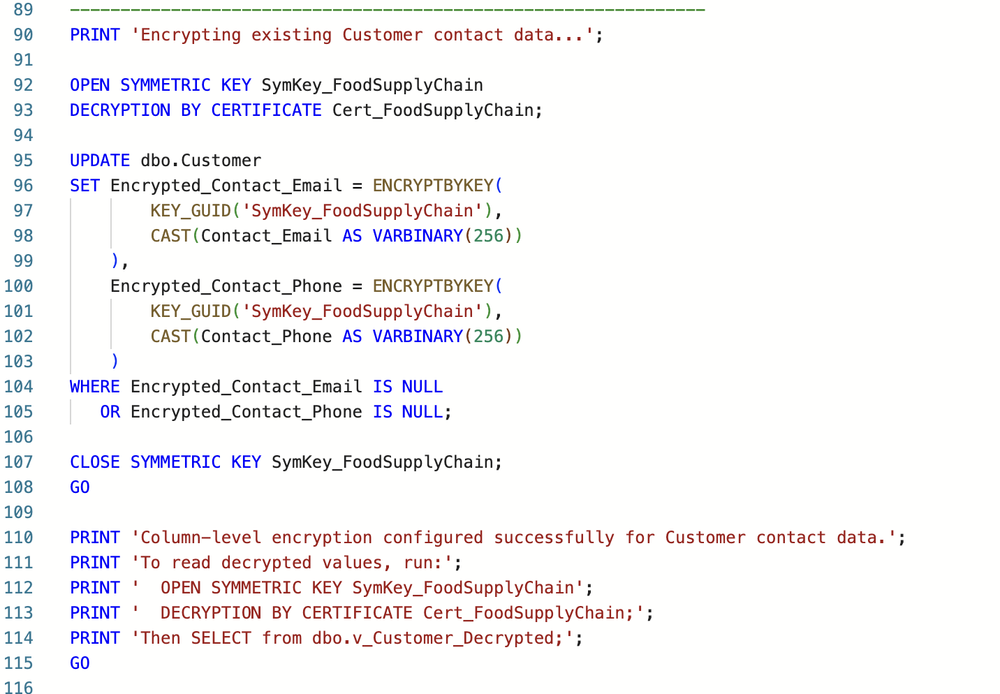 89 ---------------------------------------------------------------
90 PRINT 'Encrypting existing Customer contact data...';
91
92 OPEN SYMMETRIC KEY SymKey_FoodSupplyChain
93 DECRYPTION BY CERTIFICATE Cert_FoodSupplyChain;
94
95 UPDATE dbo.Customer
96 SET Encrypted_Contact_Email = ENCRYPTBYKEY(
97         KEY_GUID('SymKey_FoodSupplyChain'),
98         CAST(Contact_Email AS VARBINARY(256))
99     ),
100     Encrypted_Contact_Phone = ENCRYPTBYKEY(
101         KEY_GUID('SymKey_FoodSupplyChain'),
102         CAST(Contact_Phone AS VARBINARY(256))
103     )
104 WHERE Encrypted_Contact_Email IS NULL
105    OR Encrypted_Contact_Phone IS NULL;
106
107 CLOSE SYMMETRIC KEY SymKey_FoodSupplyChain;
108 GO
109
110 PRINT 'Column-level encryption configured successfully for Customer contact data.';
111 PRINT 'To read decrypted values, run:';
112 PRINT '  OPEN SYMMETRIC KEY SymKey_FoodSupplyChain';
113 PRINT '  DECRYPTION BY CERTIFICATE Cert_FoodSupplyChain;';
114 PRINT 'Then SELECT from dbo.v_Customer_Decrypted;';
115 GO
116